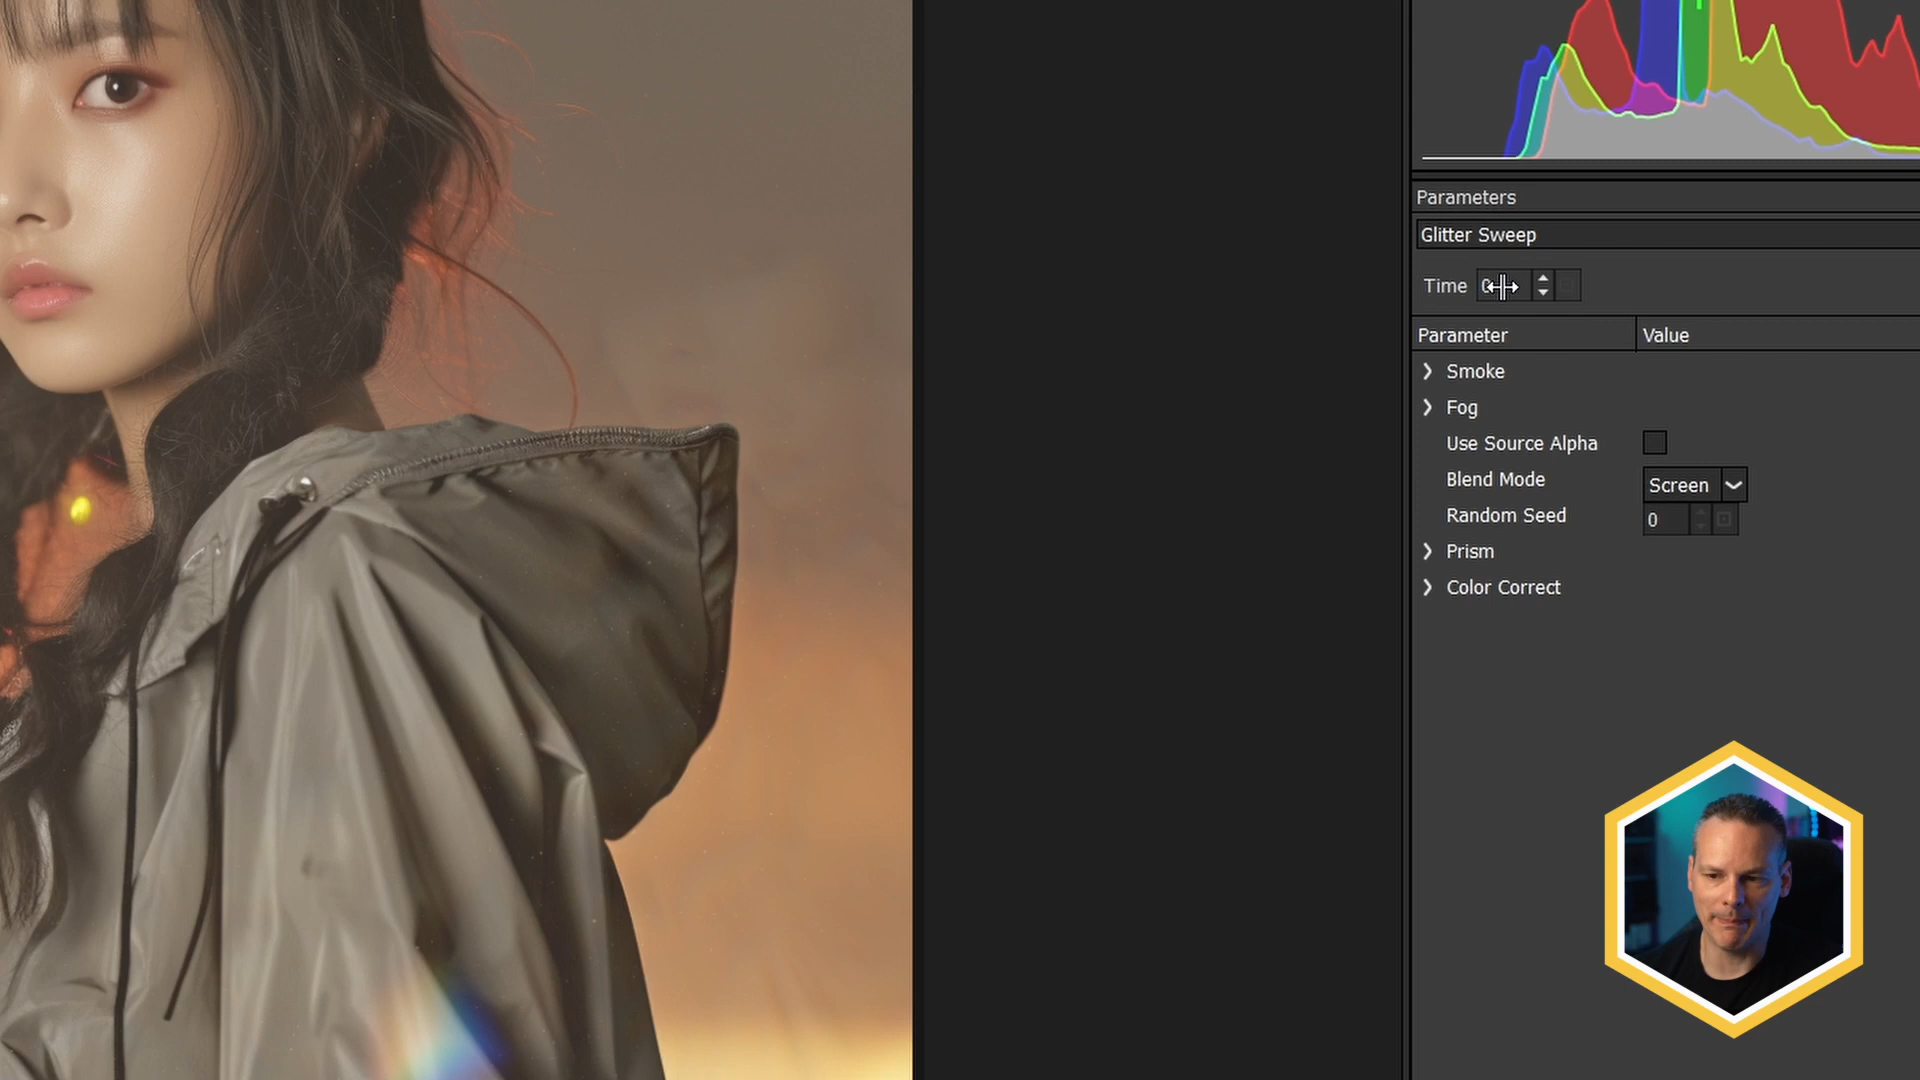 Parameters
Glitter Sweep
Time
Parameter Value
Smoke
Fog
Use Source Alpha
Blend Mode Screen
Random Seed 0
Prism
Color Correct